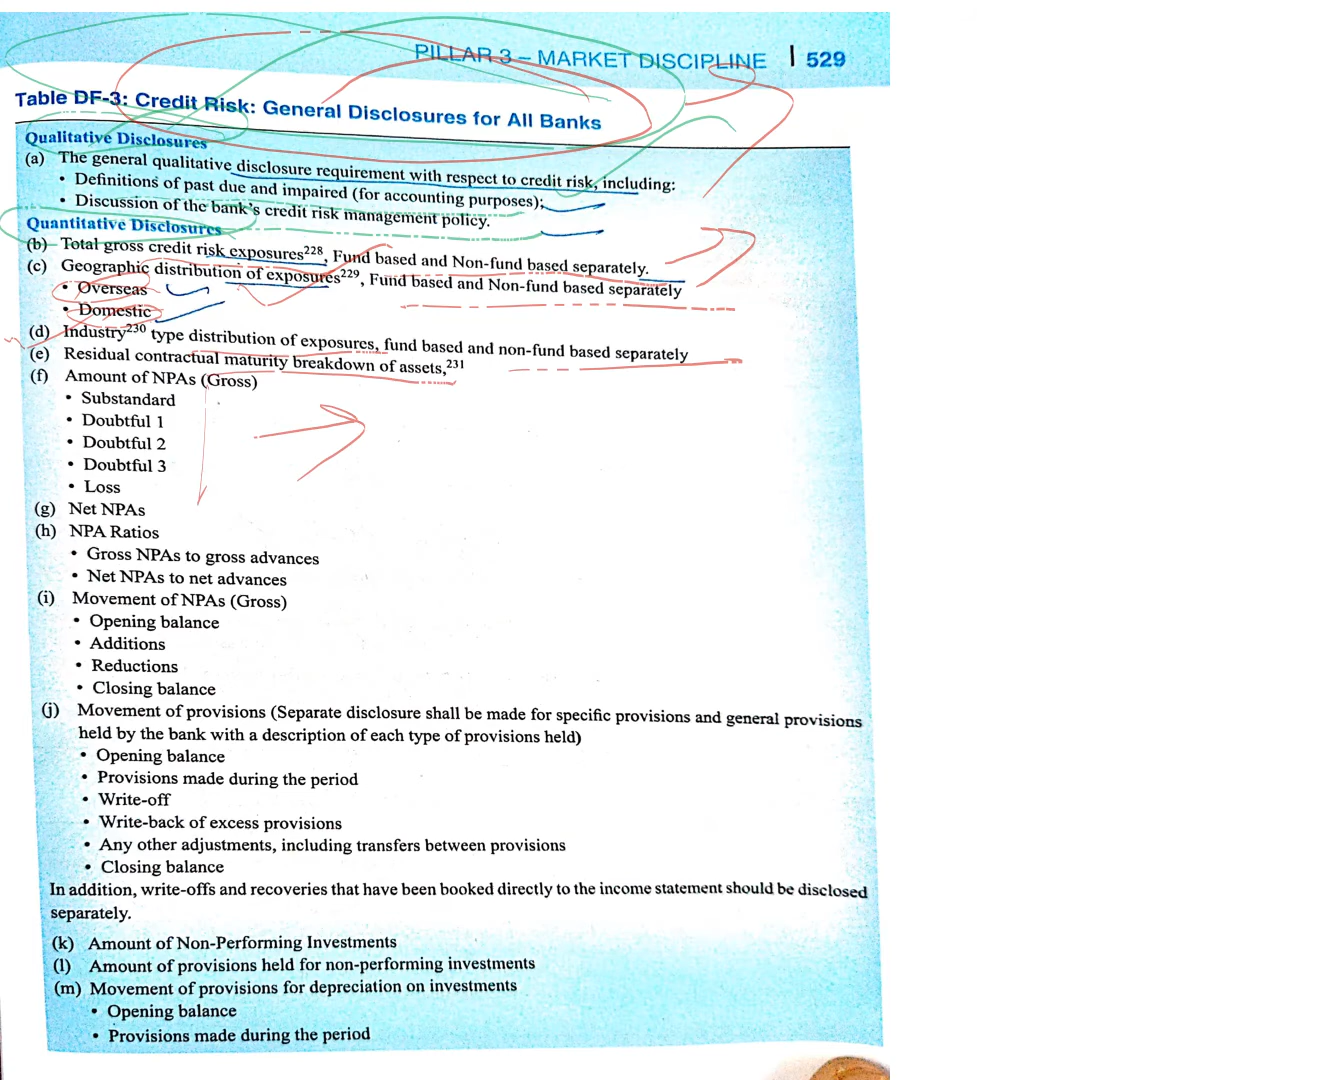 PILLAR 3 – MARKET DISCIPLINE | 529
Table DF-3: Credit Risk: General Disclosures for All Banks
Qualitative Disclosures
(a) The general qualitative disclosure requirement with respect to credit risk, including:
• Definitions of past due and impaired (for accounting purposes);
• Discussion of the bank's credit risk management policy.
Quantitative Disclosures
(b) Total gross credit risk exposures228, Fund based and Non-fund based separately.
(c) Geographic distribution of exposures229, Fund based and Non-fund based separately
• Overseas
• Domestic
(d) Industry230 type distribution of exposures, fund based and non-fund based separately
(e) Residual contractual maturity breakdown of assets,231
(f) Amount of NPAs (Gross)
• Substandard
• Doubtful 1
• Doubtful 2
• Doubtful 3
• Loss
(g) Net NPAs
(h) NPA Ratios
• Gross NPAs to gross advances
• Net NPAs to net advances
(i) Movement of NPAs (Gross)
• Opening balance
• Additions
• Reductions
• Closing balance
(j) Movement of provisions (Separate disclosure shall be made for specific provisions and general provisions
held by the bank with a description of each type of provisions held)
• Opening balance
• Provisions made during the period
• Write-off
• Write-back of excess provisions
• Any other adjustments, including transfers between provisions
• Closing balance
In addition, write-offs and recoveries that have been booked directly to the income statement should be disclosed
separately.
(k) Amount of Non-Performing Investments
(l) Amount of provisions held for non-performing investments
(m) Movement of provisions for depreciation on investments
• Opening balance
• Provisions made during the period